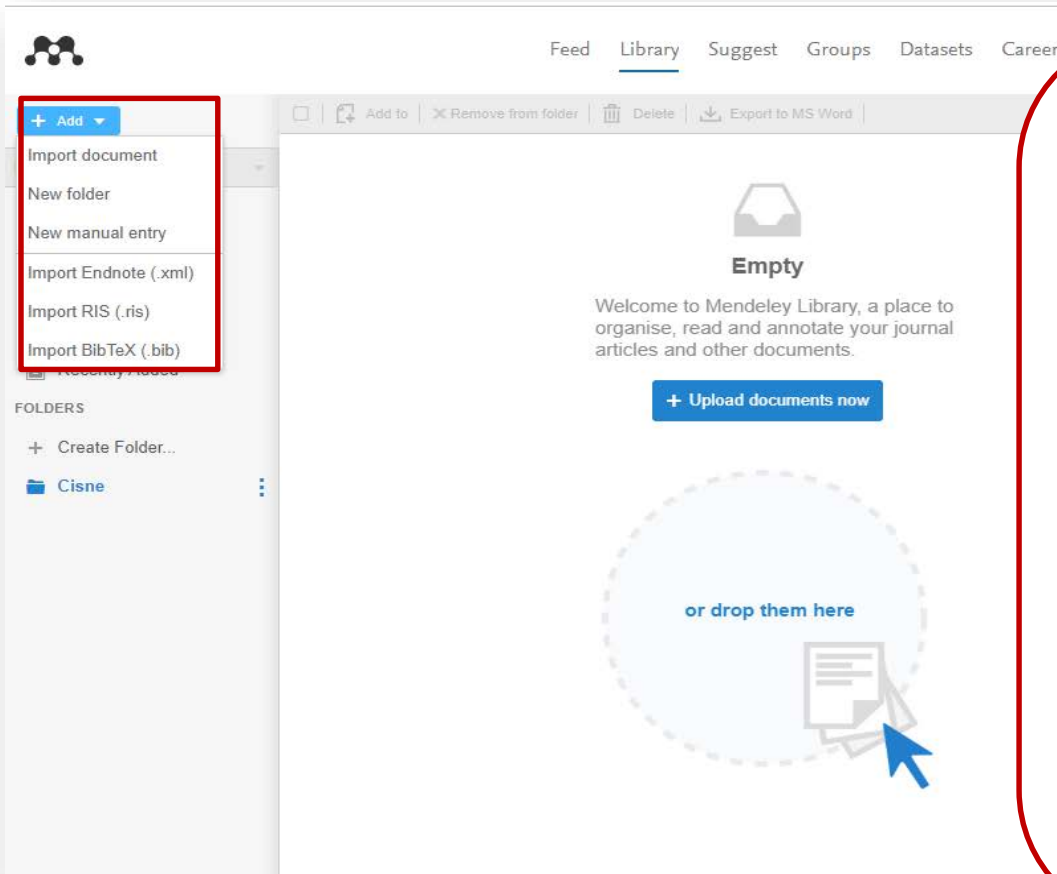 Feed Library Suggest Groups Datasets Career
+ Add
Add to Remove from folder Delete Export to MS Word
Import document
New folder
New manual entry
Import Endnote (.xml)
Import RIS (.ris)
Import BibTeX (.bib)
Recently Added
FOLDERS
+ Create Folder...
Cisne
Empty
Welcome to Mendeley Library, a place to
organise, read and annotate your journal
articles and other documents.
+ Upload documents now
or drop them here